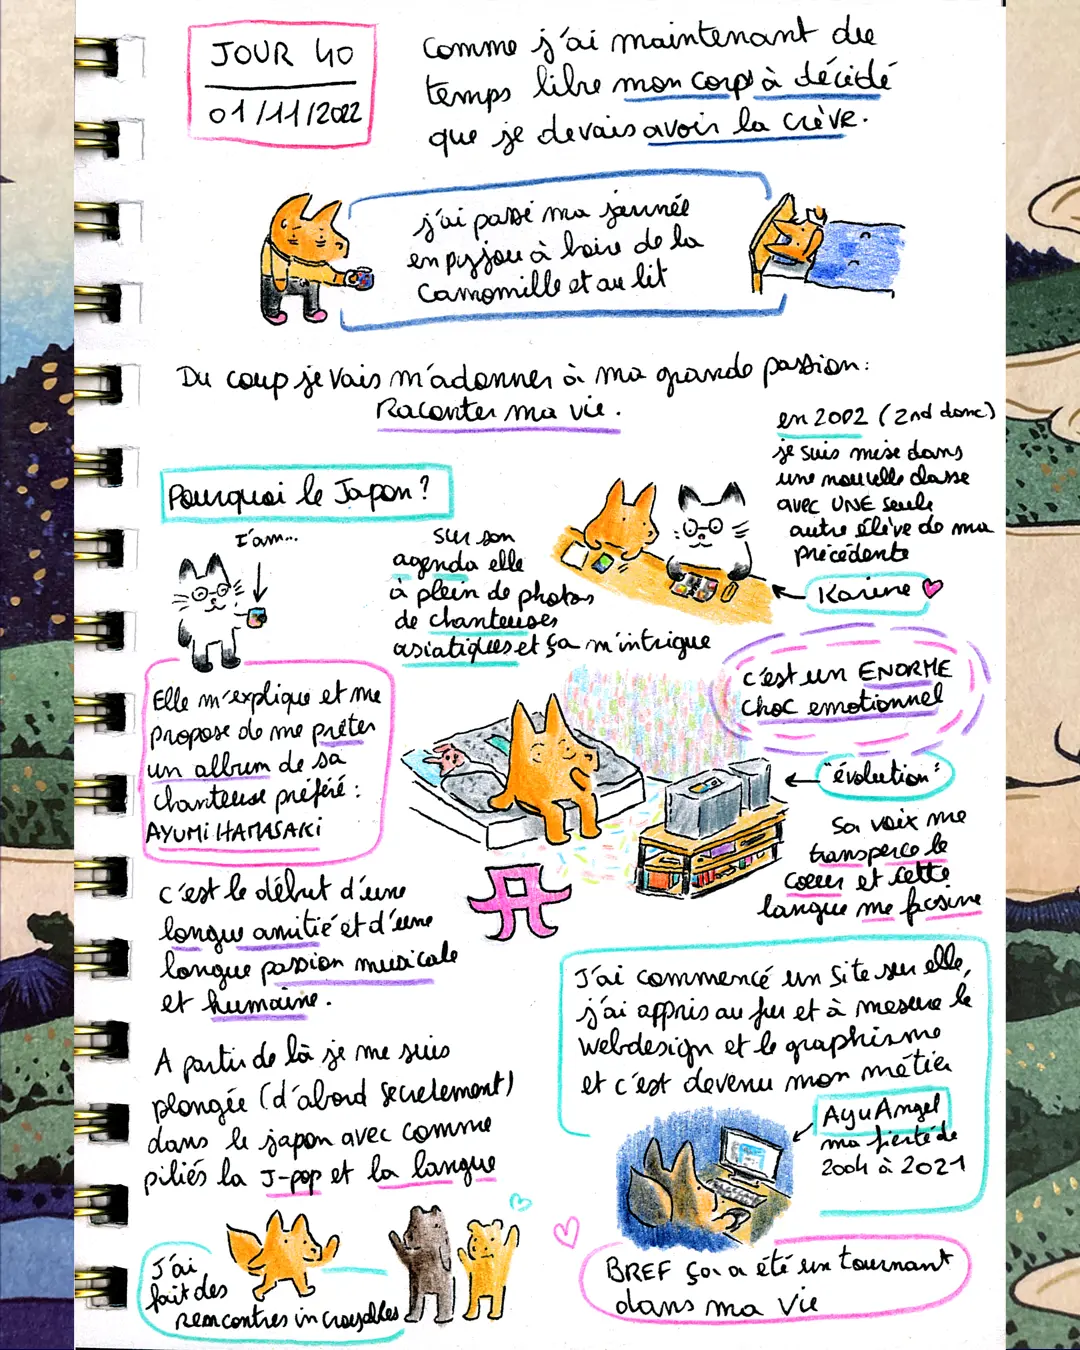 JOUR 40
01/11/2022
Comme j'ai maintenant du
temps libre mon corps à décidé
que je devais avoir la crève.
j'ai passé ma journée
en pyjou à boire de la
Camomille et au lit
Du coup je vais m'adonner à ma grande passion:
Raconter ma vie.
en 2002 (2nd donc)
je suis mise dans
une nouvelle classe
avec UNE seule
autre élève de ma
précédente
Karine
Pourquoi le Japon?
I'am...
sur son
agenda elle
à plein de photos
de chanteuses
asiatiques et ça m'intrigue
Elle m'explique et me
propose de me prêter
un album de sa
chanteuse préféré:
AYUMI HAMASAKI
c'est un ENORME
choc emotionnel
"évolution"
Sa voix me
transperce le
coeur et cette
langue me fascine
c'est le début d'une
longue amitié et d'une
longue passion musicale
et humaine.
A partir de là je me suis
plongée (d'abord secretement)
dans le japon avec comme
piliés la J-pop et la langue
J'ai commencé un site sur elle,
j'ai appris au fur et à mesure le
webdesign et le graphisme
et c'est devenu mon métier
AyuAngel
ma fierté de
2004 à 2021
J'ai
fait des
rencontres incroyables
BREF ça a été un tournant
dans ma vie